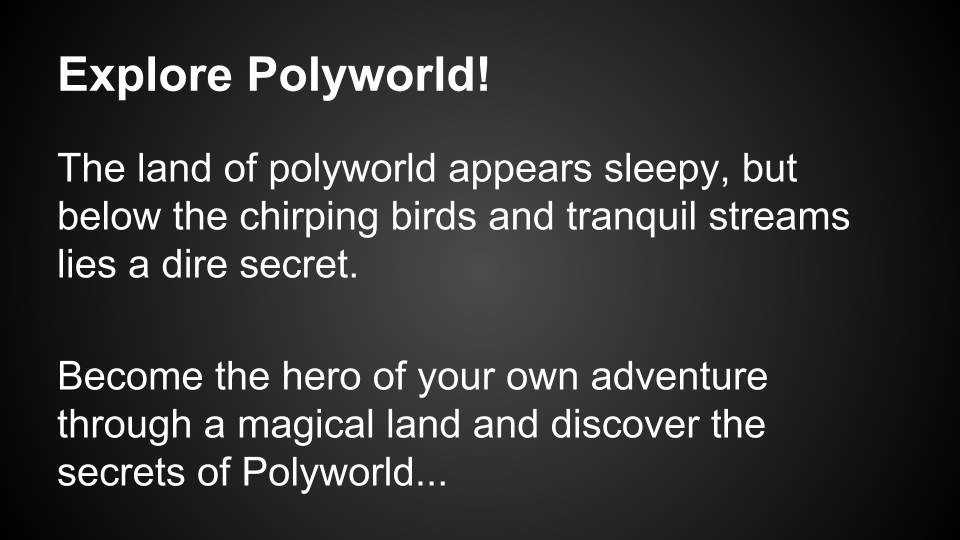 Explore Polyworld!
The land of polyworld appears sleepy, but
below the chirping birds and tranquil streams
lies a dire secret.
Become the hero of your own adventure
through a magical land and discover the
secrets of Polyworld...